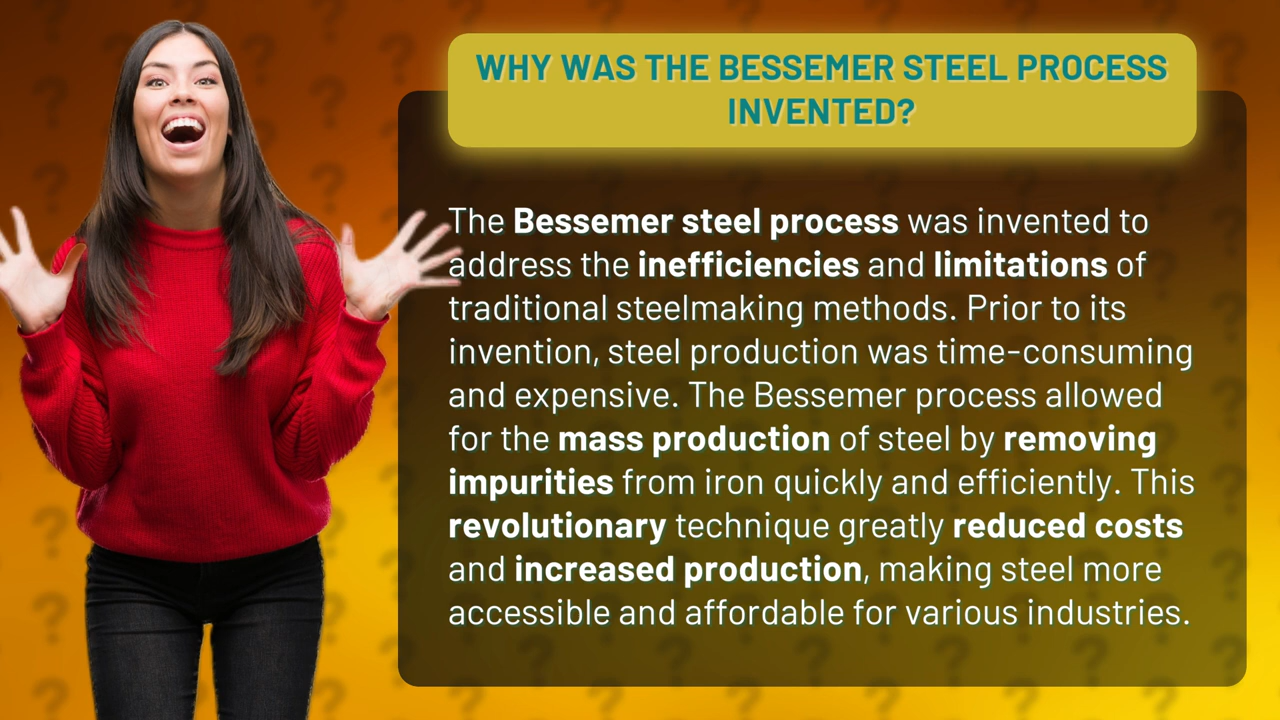 WHY WAS THE BESSEMER STEEL PROCESS
INVENTED?
The Bessemer steel process was invented to
address the inefficiencies and limitations of
traditional steelmaking methods. Prior to its
invention, steel production was time-consuming
and expensive. The Bessemer process allowed
for the mass production of steel by removing
impurities from iron quickly and efficiently. This
revolutionary technique greatly reduced costs
and increased production, making steel more
accessible and affordable for various industries.